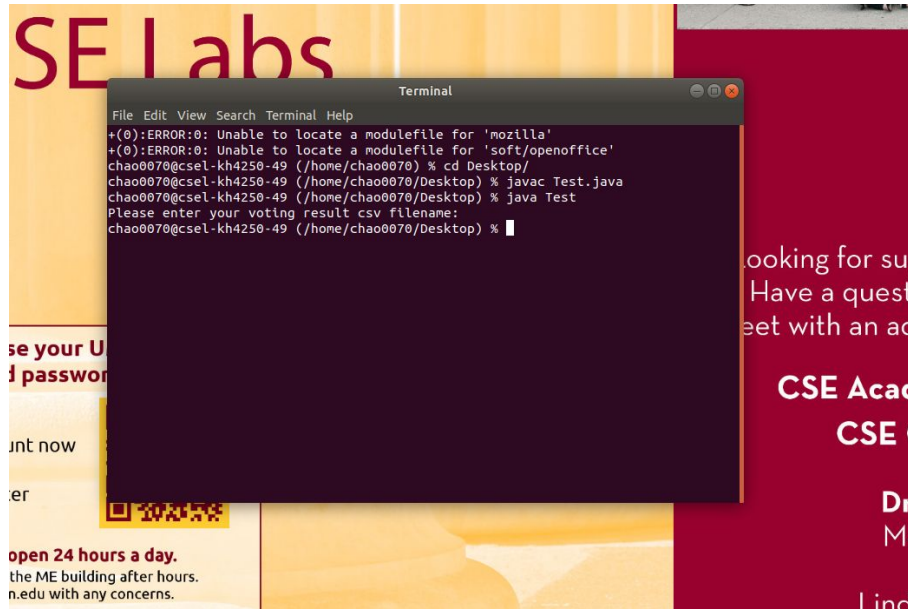 SE Labs
Terminal
File Edit View Search Terminal Help
+(0):ERROR:0: Unable to locate a modulefile for 'mozilla'
+(0):ERROR:0: Unable to locate a modulefile for 'soft/openoffice'
chao0070@csel-kh4250-49 (/home/chao0070) % cd Desktop/
chao0070@csel-kh4250-49 (/home/chao0070/Desktop) % javac Test.java
chao0070@csel-kh4250-49 (/home/chao0070/Desktop) % java Test
Please enter your voting result csv filename:
chao0070@csel-kh4250-49 (/home/chao0070/Desktop) %
se your U
d passwor
unt now
ter
open 24 hours a day.
the ME building after hours.
n.edu with any concerns.
ooking for su
Have a quest
eet with an ac
CSE Acad
CSE
Dr
M
Lind